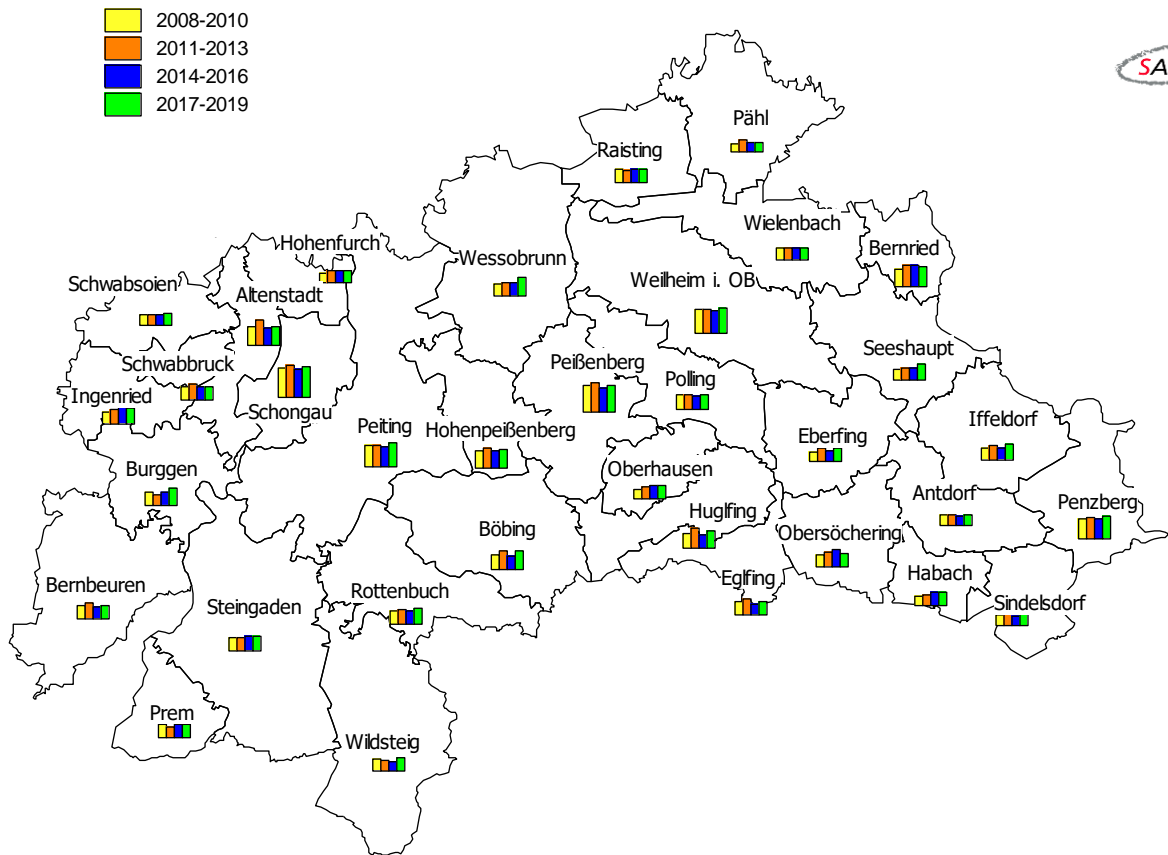 2008-2010
2011-2013
2014-2016
2017-2019
SA
Pähl
Raisting
Wielenbach
Hohenfurch
Bernried
Wessobrunn
Schwabsoien
Weilheim i. OB
Altenstadt
Seeshaupt
Schwabbruck
Peißenberg
Polling
Ingenried
Schongau
Iffeldorf
Peiting
Hohenpeißenberg
Eberfing
Burggen
Oberhausen
Antdorf
Penzberg
Huglfing
Böbing
Obersöchering
Bernbeuren
Eglfing
Habach
Rottenbuch
Steingaden
Sindelsdorf
Prem
Wildsteig